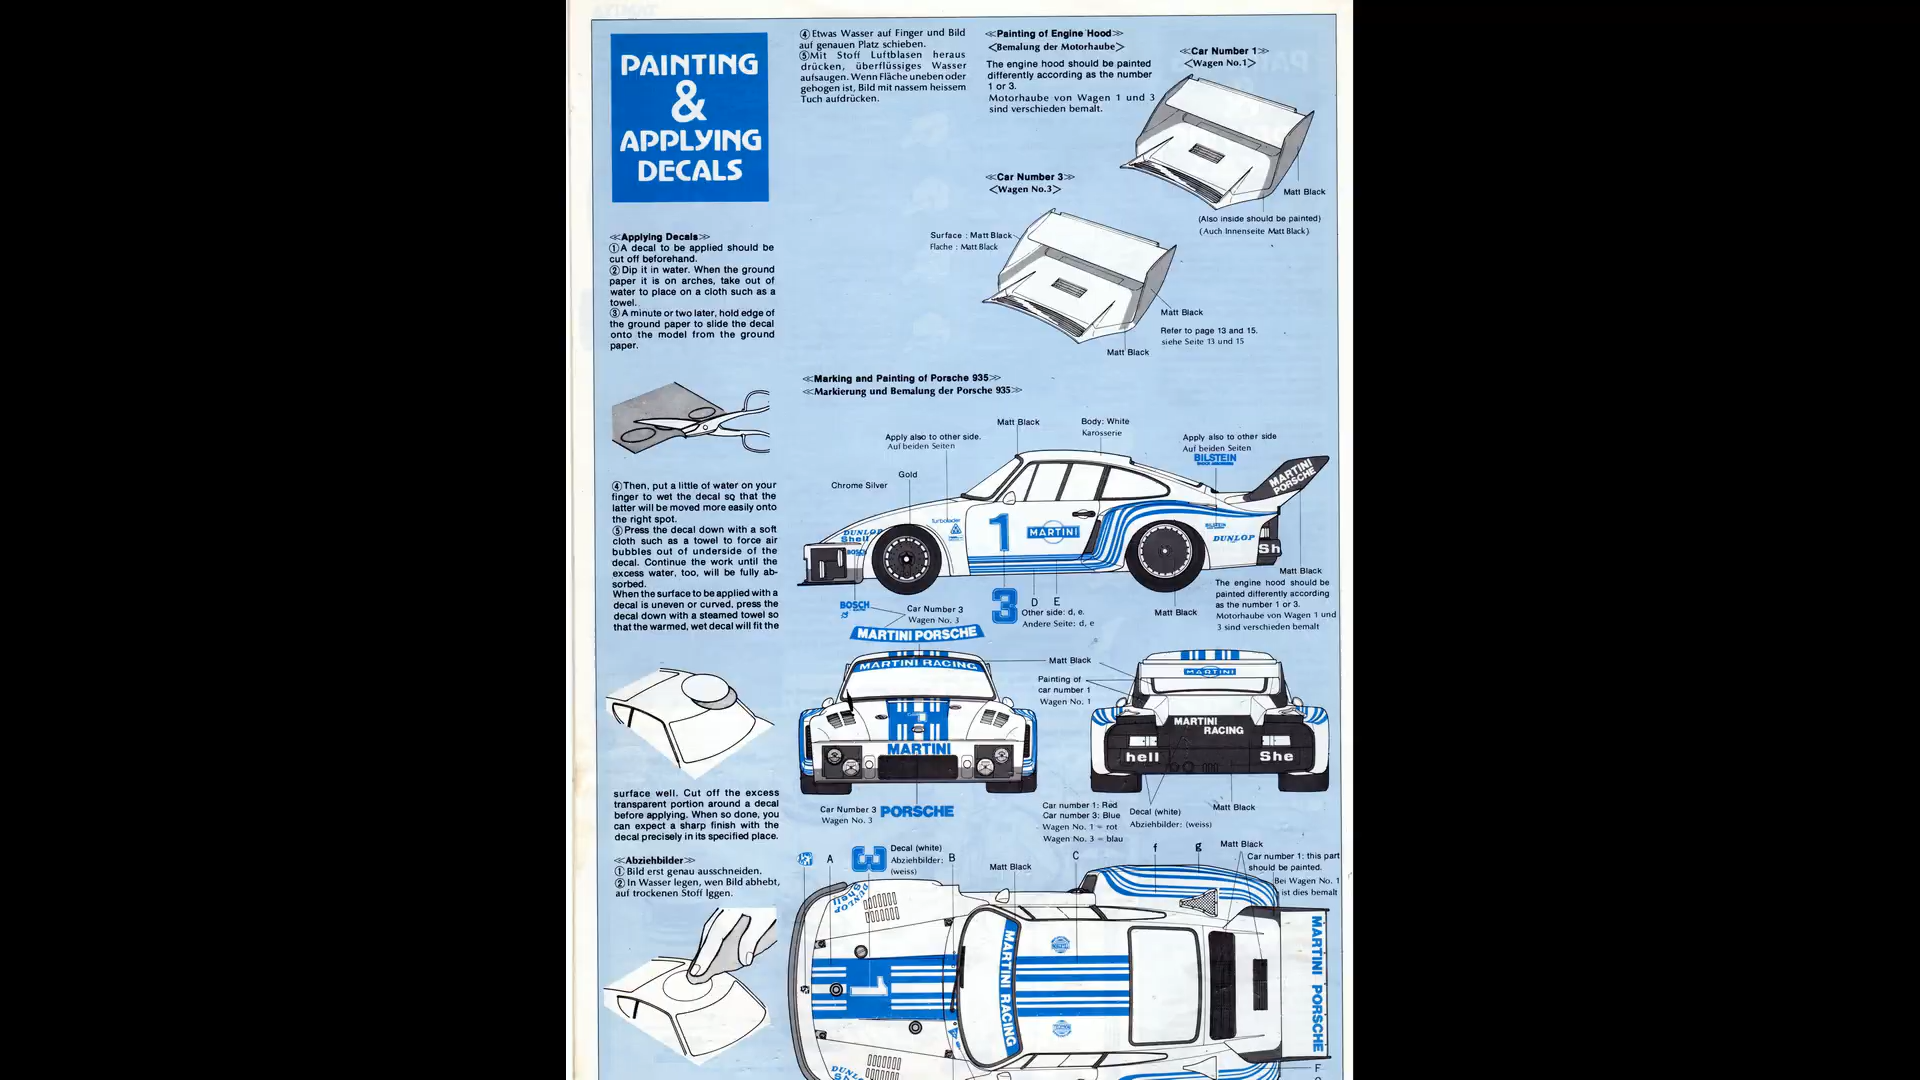 PAINTING
&
APPLYING
DECALS
≪Applying Decals≫
①A decal to be applied should be
cut off beforehand.
②Dip it in water. When the ground
paper it is on arches, take out of
water to place on a cloth such as a
towel.
③A minute or two later, hold edge of
the ground paper to slide the decal
onto the model from the ground
paper.
④Then, put a little of water on your
finger to wet the decal so that the
latter will be moved more easily onto
the right spot.
⑤Press the decal down with a soft
cloth such as a towel to force air
bubbles out of underside of the
decal. Continue the work until the
excess water, too, will be fully ab-
sorbed.
When the surface to be applied with a
decal is uneven or curved, press the
decal down with a steamed towel so
that the warmed, wet decal will fit the
surface well. Cut off the excess
transparent portion around a decal
before applying. When so done, you
can expect a sharp finish with the
decal precisely in its specified place.
≪Abziehbilder≫
① Bild erst genau ausschneiden.
② In Wasser legen, wen Bild abhebt,
auf trockenen Stoff lggen.
④Etwas Wasser auf Finger und Bild
auf genauen Platz schieben.
⑤Mit Stoff Luftblasen heraus
drücken, überflüssiges Wasser
aufsaugen. Wenn Fläche uneben oder
gebogen ist, Bild mit nassem heissem
Tuch aufdrücken.
≪Painting of Engine Hood≫
<Bemalung der Motorhaube>
The engine hood should be painted
differently according as the number
1 or 3.
Motorhaube von Wagen 1 und 3
sind verschieden bemalt.
≪Car Number 1≫
<Wagen No.1>
Matt Black
(Also inside should be painted)
(Auch Innenseite Matt Black)
≪Car Number 3≫
<Wagen No.3>
Surface : Matt Black
Flache : Matt Black
Matt Black
Refer to page 13 and 15.
siehe Seite 13 und 15
Matt Black
≪Marking and Painting of Porsche 935≫
≪Markierung und Bemalung der Porsche 935≫
Matt Black
Body: White
Karosserie
Apply also to other side.
Auf beiden Seiten
Apply also to other side
Auf beiden Seiten
BILSTEIN
Gold
Chrome Silver
MARTINI
PORSCHE
DUNLOP
Shell
BOSCH
Turbolader
1
MARTINI
BILSTEIN
DUNLOP
Sh
Matt Black
The engine hood should be
painted differently according
as the number 1 or 3.
Motorhaube von Wagen 1 und
3 sind verschieden bemalt
BOSCH
Car Number 3
Wagen No. 3
3
D E
Other side: d, e.
Andere Seite: d, e
Matt Black
MARTINI PORSCHE
MARTINI RACING
MARTINI
Matt Black
Painting of
car number 1
Wagen No. 1
MARTINI
MARTINI
RACING
hell
She
Car Number 3
Wagen No. 3
PORSCHE
Car number 1: Red
Car number 3: Blue
Wagen No. 1 = rot
Wagen No. 3 = blau
Decal (white)
Abziehbilder: (weiss)
Matt Black
A
3
Decal (white)
Abziehbilder:
(weiss)
B
Matt Black
C
f
g
Matt Black
Car number 1: this part
should be painted.
Bei Wagen No. 1
ist dies bemalt
DUNLOP
Shell
1
MARTINI RACING
MARTINI PORSCHE
DUNLOP
F